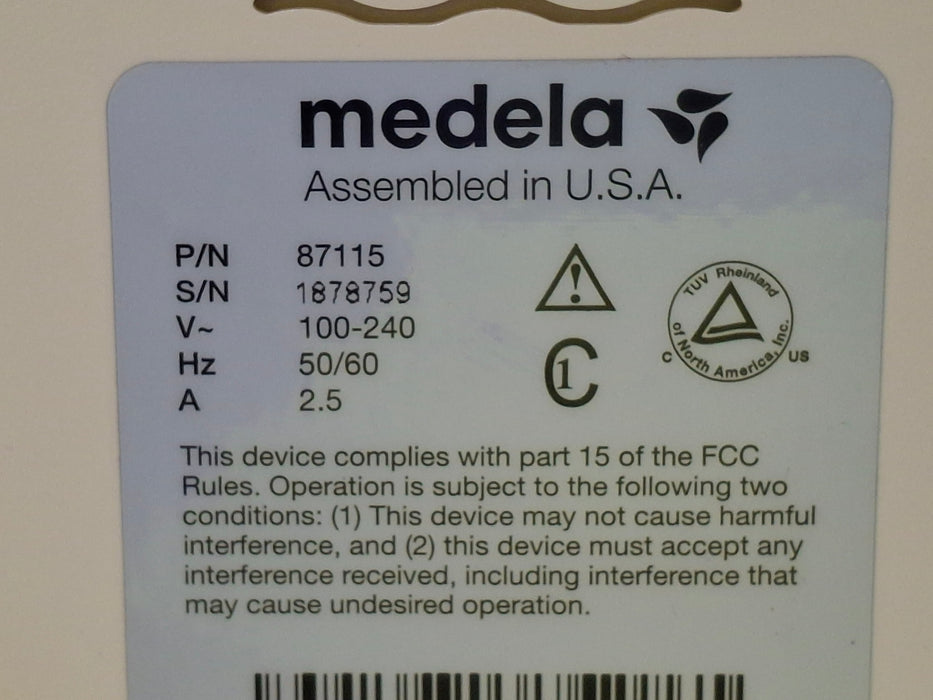 medela
Assembled in U.S.A.
P/N 87115
S/N 1878759
V~ 100-240
Hz 50/60
A 2.5
!
C1
TUV Rheinland
of North America, Inc.
C US
This device complies with part 15 of the FCC
Rules. Operation is subject to the following two
conditions: (1) This device may not cause harmful
interference, and (2) this device must accept any
interference received, including interference that
may cause undesired operation.